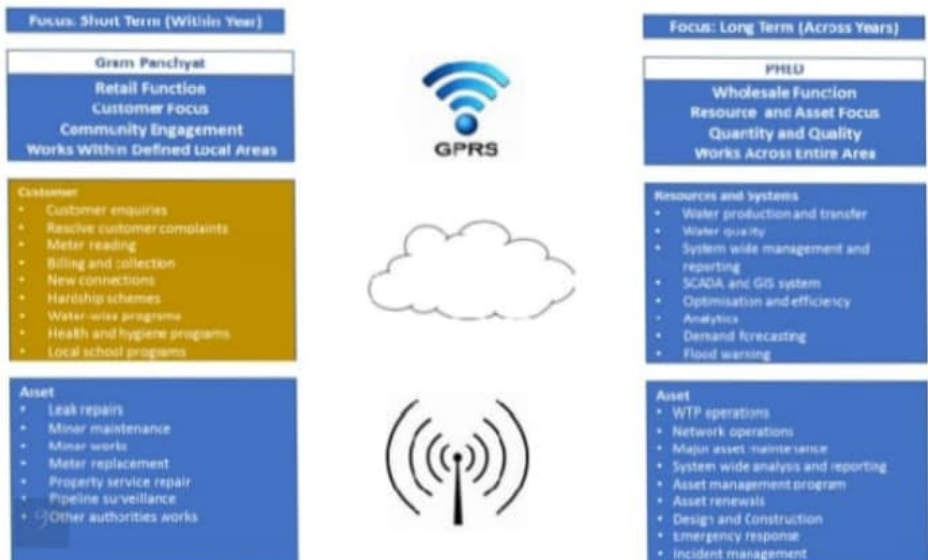 Focus: Short Term (Within Year)
Gram Panchyat
Retail Function
Customer Focus
Community Engagement
Works Within Defined Local Areas
Customer
• Customer enquiries
• Resolve customer complaints
• Meter reading
• Billing and collection
• New connections
• Hardship schemes
• Water-wise programs
• Health and hygiene programs
• Local school programs
Asset
• Leak repairs
• Minor maintenance
• Minor works
• Meter replacement
• Property service repair
• Pipeline surveillance
• Other authorities works
GPRS
Focus: Long Term (Across Years)
PHED
Wholesale Function
Resource and Asset Focus
Quantity and Quality
Works Across Entire Area
Resources and Systems
• Water production and transfer
• Water quality
• System wide management and
reporting
• SCADA and GIS system
• Optimisation and efficiency
• Analytics
• Demand forecasting
• Flood warning
Asset
• WTP operations
• Network operations
• Major asset maintenance
• System wide analysis and reporting
• Asset management program
• Asset renewals
• Design and Construction
• Emergency response
• Incident management